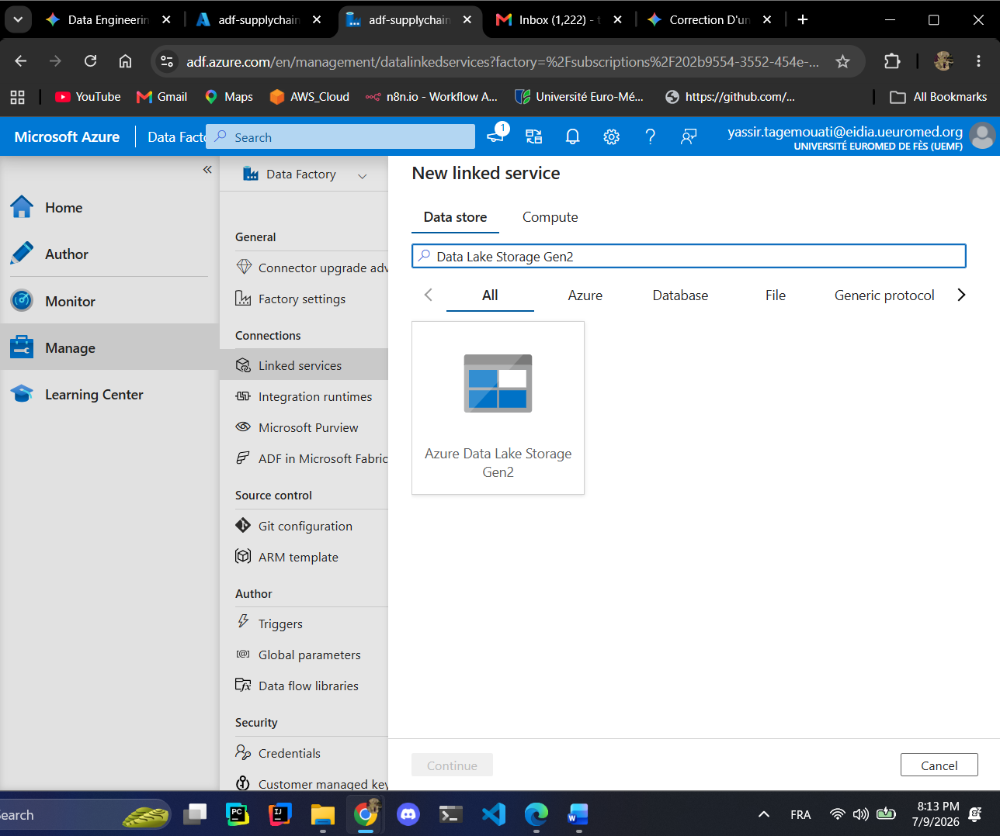 Data Engineerin
adf-supplychain
adf-supplychain
Inbox (1,222) - t
Correction D'un
adf.azure.com/en/management/datalinkedservices?factory=%2Fsubscriptions%2F202b9554-3552-454e-...
YouTube
Gmail
Maps
AWS_Cloud
n8n.io - Workflow A...
Université Euro-Mé...
https://github.com/...
All Bookmarks
Microsoft Azure
Data Facto
Search
1
yassir.tagemouati@eidia.ueuromed.org
UNIVERSITÉ EUROMED DE FÈS (UEMF)
Home
Author
Monitor
Manage
Learning Center
Data Factory
General
Connector upgrade adv
Factory settings
Connections
Linked services
Integration runtimes
Microsoft Purview
ADF in Microsoft Fabric
Source control
Git configuration
ARM template
Author
Triggers
Global parameters
Data flow libraries
Security
Credentials
Customer managed key
New linked service
Data store
Compute
Data Lake Storage Gen2
All
Azure
Database
File
Generic protocol
Azure Data Lake Storage
Gen2
Continue
Cancel
earch
FRA
8:13 PM
7/9/2026